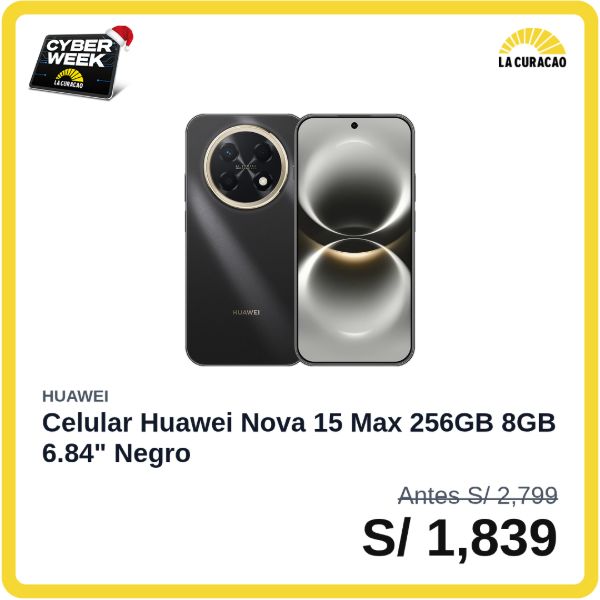 CYBER
WEEK
LA CURACAO
LA CURACAO
HUAWEI
HUAWEI
Celular Huawei Nova 15 Max 256GB 8GB
6.84" Negro
Antes S/ 2,799
S/ 1,839